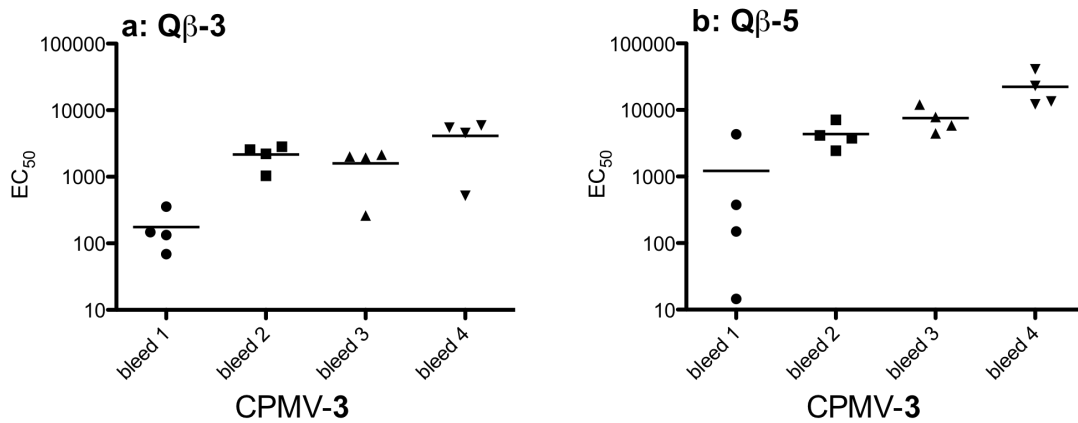 a: Qβ-3
100000
10000
1000
100
10
EC50
bleed 1
bleed 2
bleed 3
bleed 4
CPMV-3
b: Qβ-5
100000
10000
1000
100
10
EC50
bleed 1
bleed 2
bleed 3
bleed 4
CPMV-3